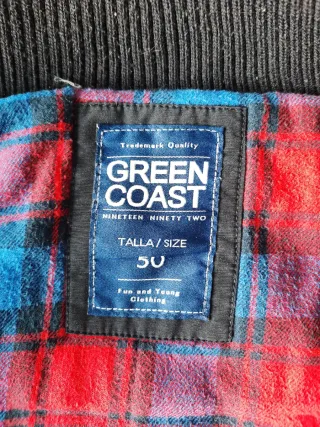 Trademark Quality
GREEN
COAST
NINETEEN NINETY TWO
TALLA/SIZE
50
Fun and Young
Clothing